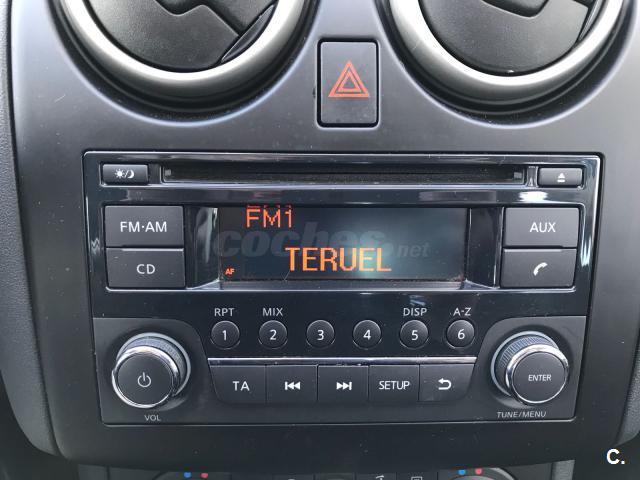 FM1
coches.net
AF
TERUEL
FM·AM
AUX
CD
RPT MIX DISP A-Z
1 2 3 4 5 6
TA SETUP
ENTER
VOL
TUNE/MENU
C.